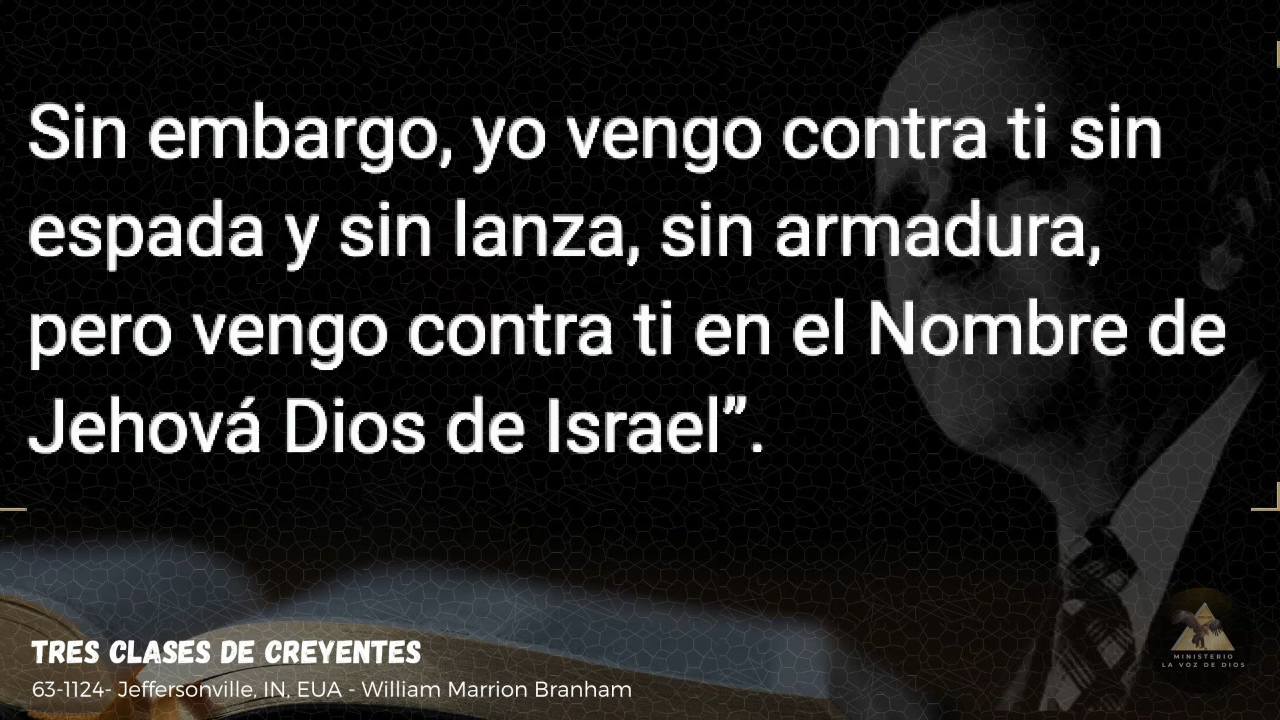 Sin embargo, yo vengo contra ti sin
espada y sin lanza, sin armadura,
pero vengo contra ti en el Nombre de
Jehová Dios de Israel”.
TRES CLASES DE CREYENTES
63-1124- Jeffersonville, IN, EUA - William Marrion Branham
MINISTERIO
LA VOZ DE DIOS